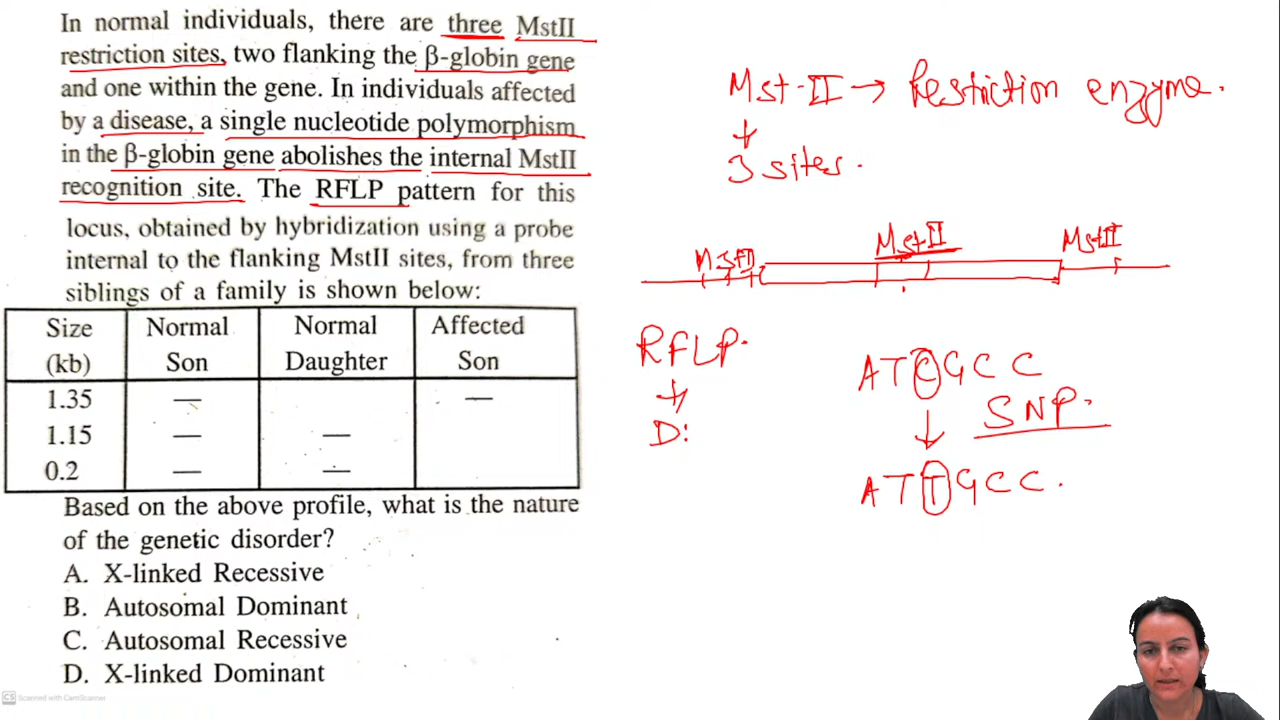 In normal individuals, there are three MstII
restriction sites, two flanking the β-globin gene
and one within the gene. In individuals affected
by a disease, a single nucleotide polymorphism
in the β-globin gene abolishes the internal MstII
recognition site. The RFLP pattern for this
locus, obtained by hybridization using a probe
internal to the flanking MstII sites, from three
siblings of a family is shown below:
Size (kb) Normal Son Normal Daughter Affected Son
1.35 — —
1.15 — —
0.2 — —
Based on the above profile, what is the nature
of the genetic disorder?
A. X-linked Recessive
B. Autosomal Dominant
C. Autosomal Recessive
D. X-linked Dominant
CS Scanned with CamScanner
Mst-II → Restriction enzyme.
3 sites.
MstII MstII MstII
RFLP.
D:
ATCGCC
SNP.
ATTGCC.